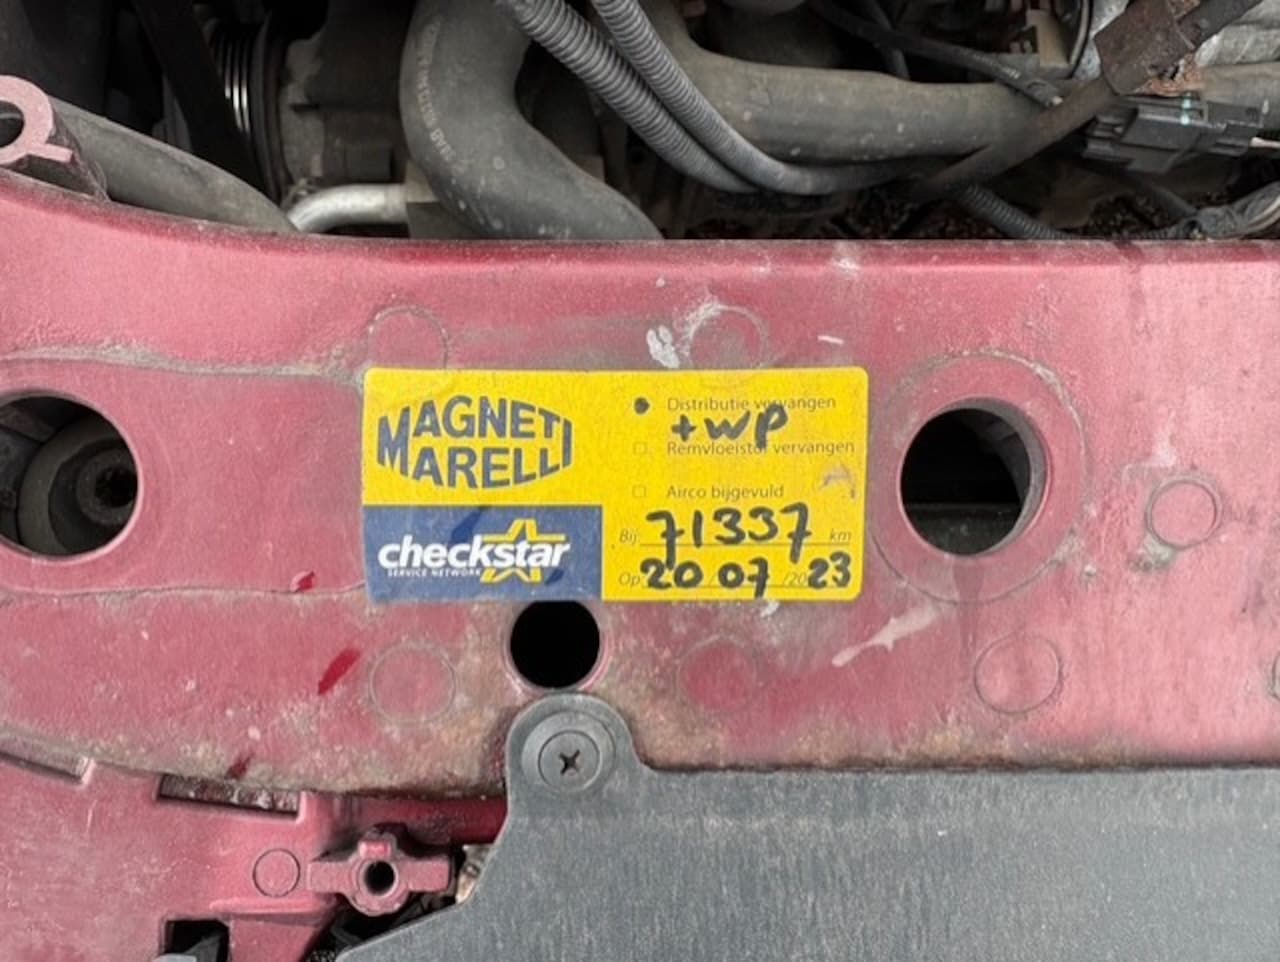 MAGNETI
MARELLI
checkstar
SERVICE NETWORK
Distributie vervangen
+ WP
Remvloeistof vervangen
Airco bijgevuld
Bij: 71337 km
Op: 20 / 07 / 2023